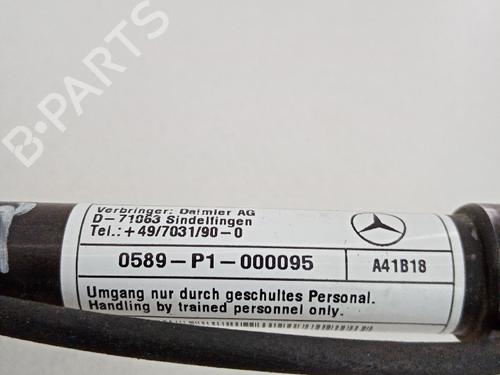 B-PARTS
Verbringer: Daimler AG
D-71063 Sindelfingen
Tel.: +49/7031/90-0
0589-P1-000095
A41B18
Umgang nur durch geschultes Personal.
Handling by trained personnel only.